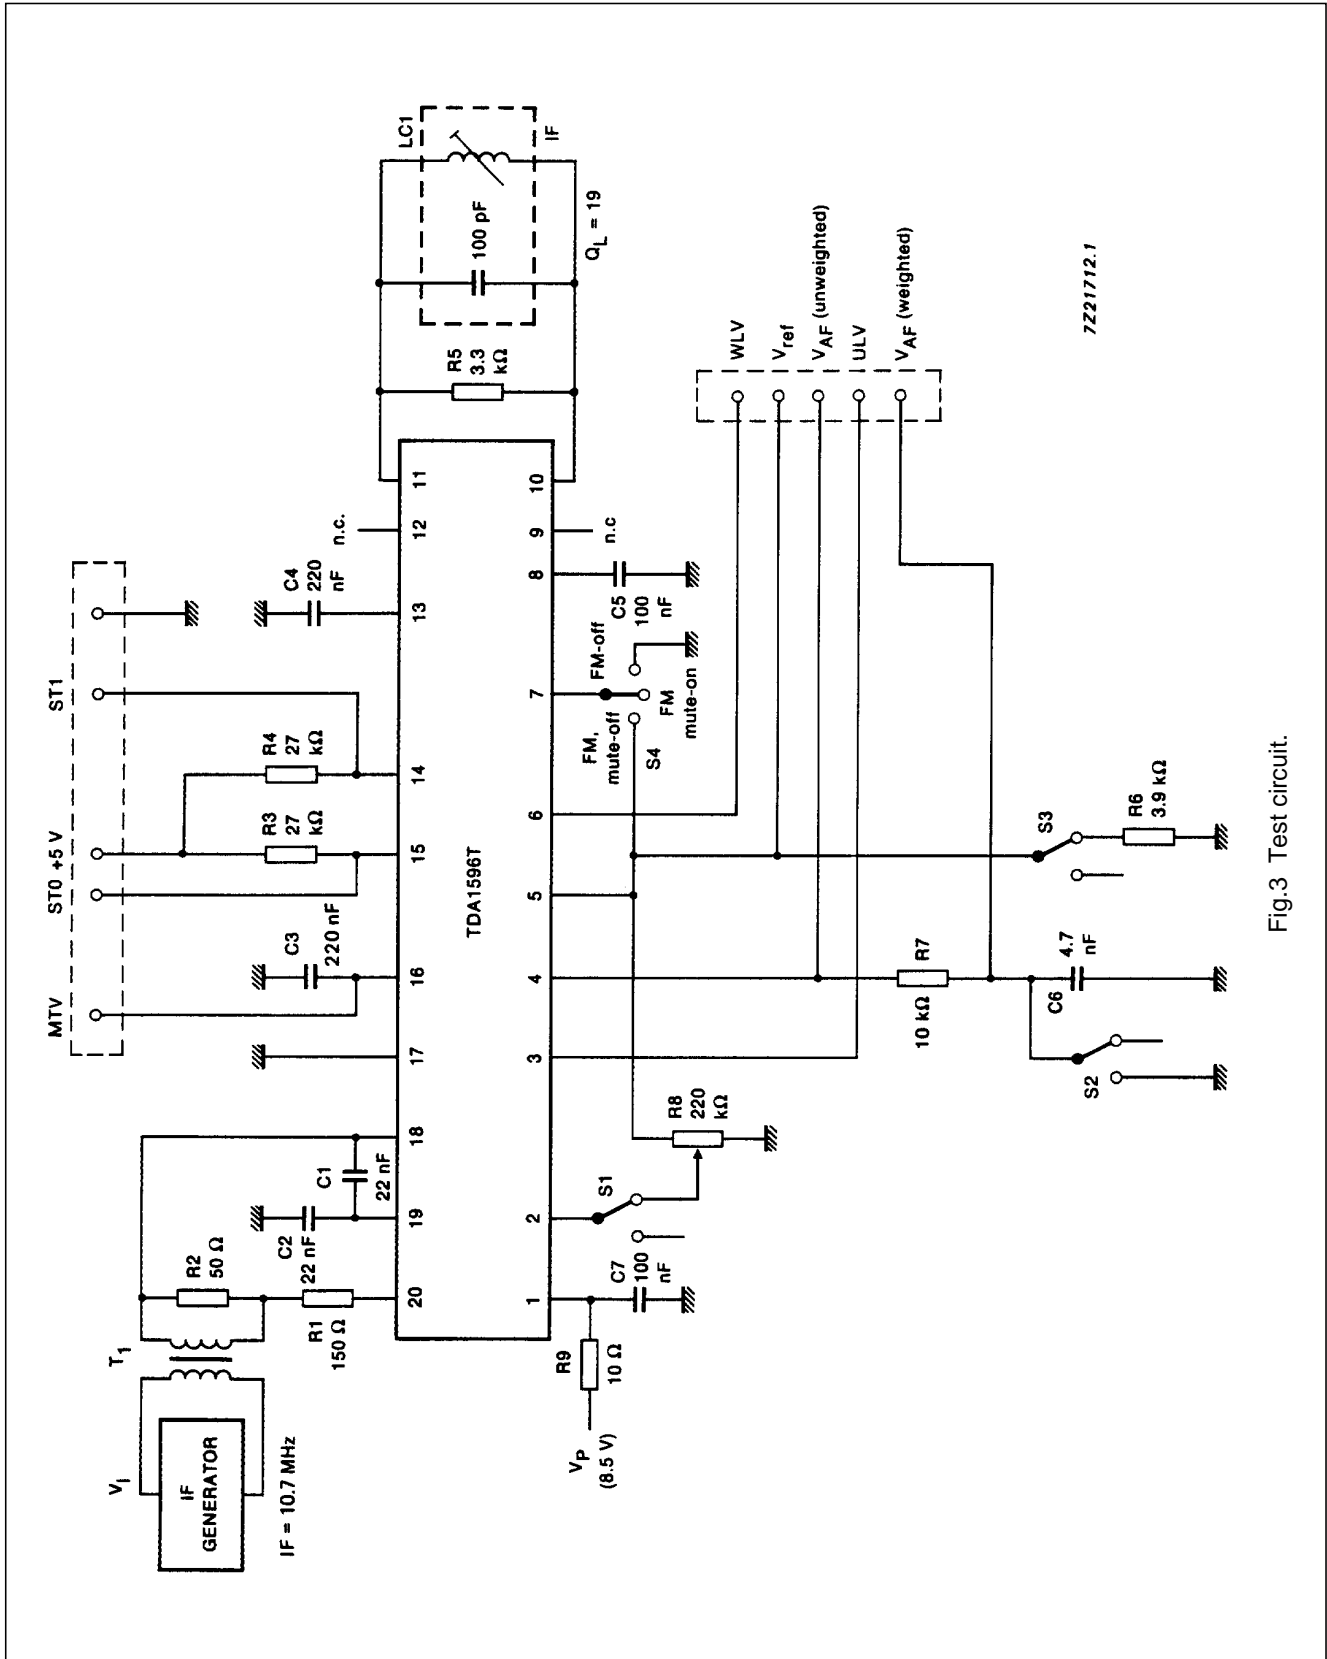 V_I
IF
GENERATOR
IF = 10.7 MHz
T_1
R2
50 Ω
R1
150 Ω
C2
22 nF
C1
22 nF
MTV
ST0 +5 V
ST1
C3
220 nF
R3
27
kΩ
R4
27
kΩ
C4
220
nF
n.c.
LC1
100 pF
IF
Q_L = 19
R5
3.3
kΩ
20
19
18
17
16
15
14
13
12
11
TDA1596T
1
2
3
4
5
6
7
8
9
10
V_P
(8.5 V)
R9
10 Ω
C7
100
nF
S1
R8
220
kΩ
FM,
mute-off
S4
FM-off
FM
mute-on
C5
100
nF
n.c
WLV
V_ref
V_AF (unweighted)
ULV
V_AF (weighted)
R7
10 kΩ
S2
C6
4.7
nF
S3
R6
3.9 kΩ
7Z21712.1
Fig.3 Test circuit.